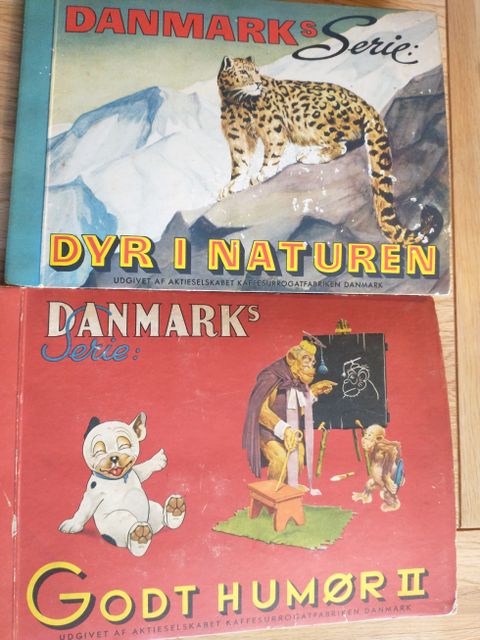 DANMARKs Serie:
DYR I NATUREN
UDGIVET AF AKTIESELSKABET KAFFESURROGATFABRIKEN DANMARK
DANMARKs
Serie:
GODT HUMØR II
UDGIVET AF AKTIESELSKABET KAFFESURROGATFABRIKEN DANMARK